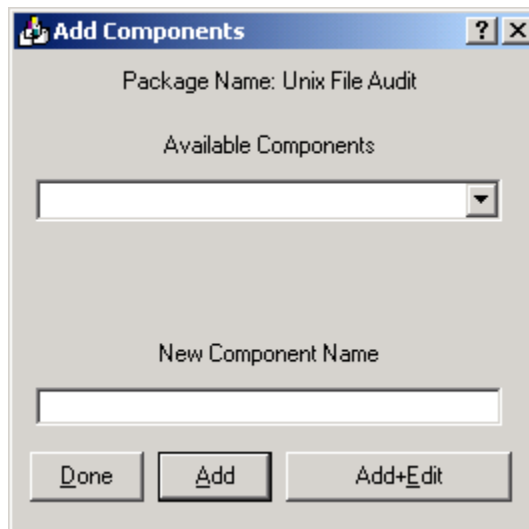 Add Components
Package Name: Unix File Audit
Available Components
New Component Name
Done Add Add+Edit